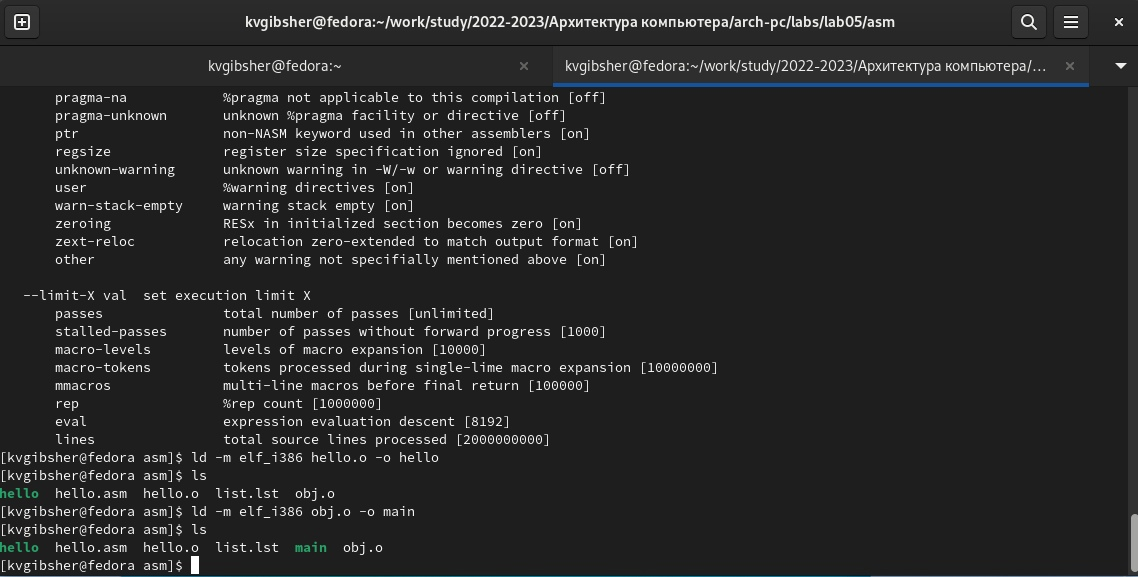 kvgibsher@fedora:~/work/study/2022-2023/Архитектура компьютера/arch-pc/labs/lab05/asm
kvgibsher@fedora:~
kvgibsher@fedora:~/work/study/2022-2023/Архитектура компьютера/...
pragma-na %pragma not applicable to this compilation [off]
pragma-unknown unknown %pragma facility or directive [off]
ptr non-NASM keyword used in other assemblers [on]
regsize register size specification ignored [on]
unknown-warning unknown warning in -W/-w or warning directive [off]
user %warning directives [on]
warn-stack-empty warning stack empty [on]
zeroing RESx in initialized section becomes zero [on]
zext-reloc relocation zero-extended to match output format [on]
other any warning not specifially mentioned above [on]
--limit-X val set execution limit X
passes total number of passes [unlimited]
stalled-passes number of passes without forward progress [1000]
macro-levels levels of macro expansion [10000]
macro-tokens tokens processed during single-lime macro expansion [10000000]
mmacros multi-line macros before final return [100000]
rep %rep count [1000000]
eval expression evaluation descent [8192]
lines total source lines processed [2000000000]
[kvgibsher@fedora asm]$ ld -m elf_i386 hello.o -o hello
[kvgibsher@fedora asm]$ ls
hello hello.asm hello.o list.lst obj.o
[kvgibsher@fedora asm]$ ld -m elf_i386 obj.o -o main
[kvgibsher@fedora asm]$ ls
hello hello.asm hello.o list.lst main obj.o
[kvgibsher@fedora asm]$